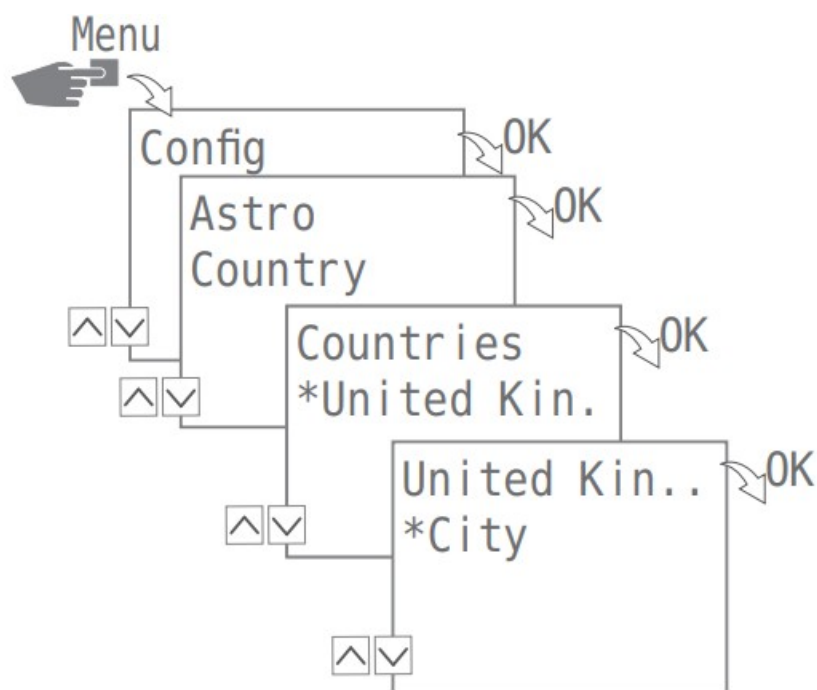 Menu
Config
OK
Astro
OK
Country
Countries
OK
*United Kin.
United Kin..
OK
*City